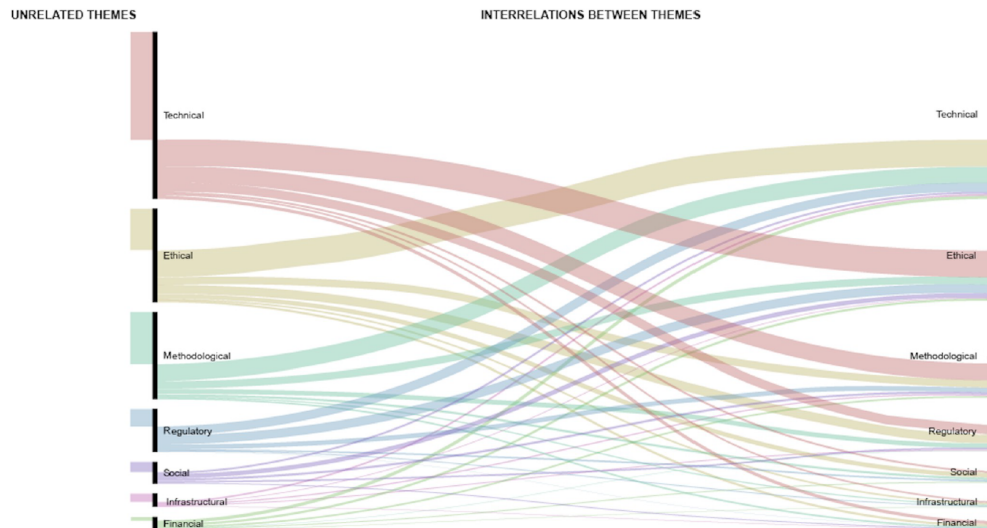 UNRELATED THEMES
INTERRELATIONS BETWEEN THEMES
Technical
Technical
Ethical
Ethical
Methodological
Methodological
Regulatory
Regulatory
Social
Social
Infrastructural
Infrastructural
Financial
Financial